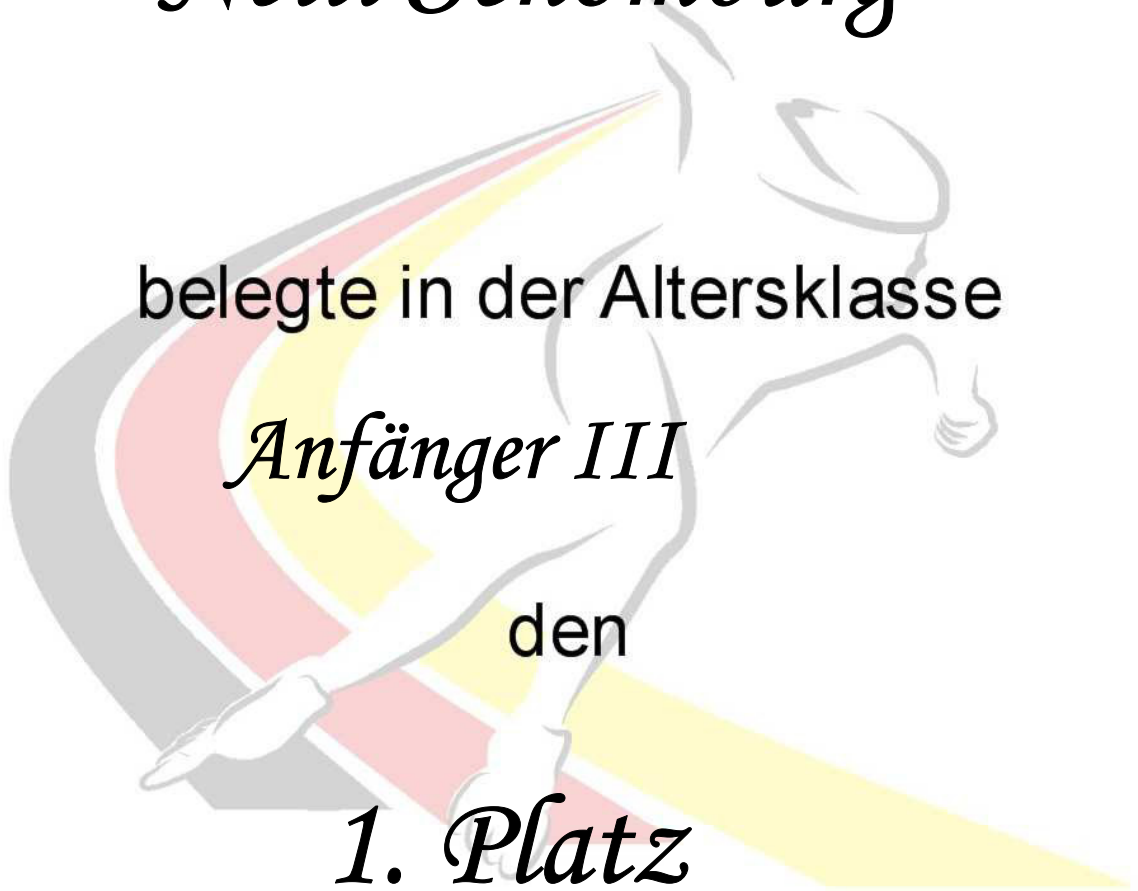 belegte in der Altersklasse
Anfänger III
den
1. Platz